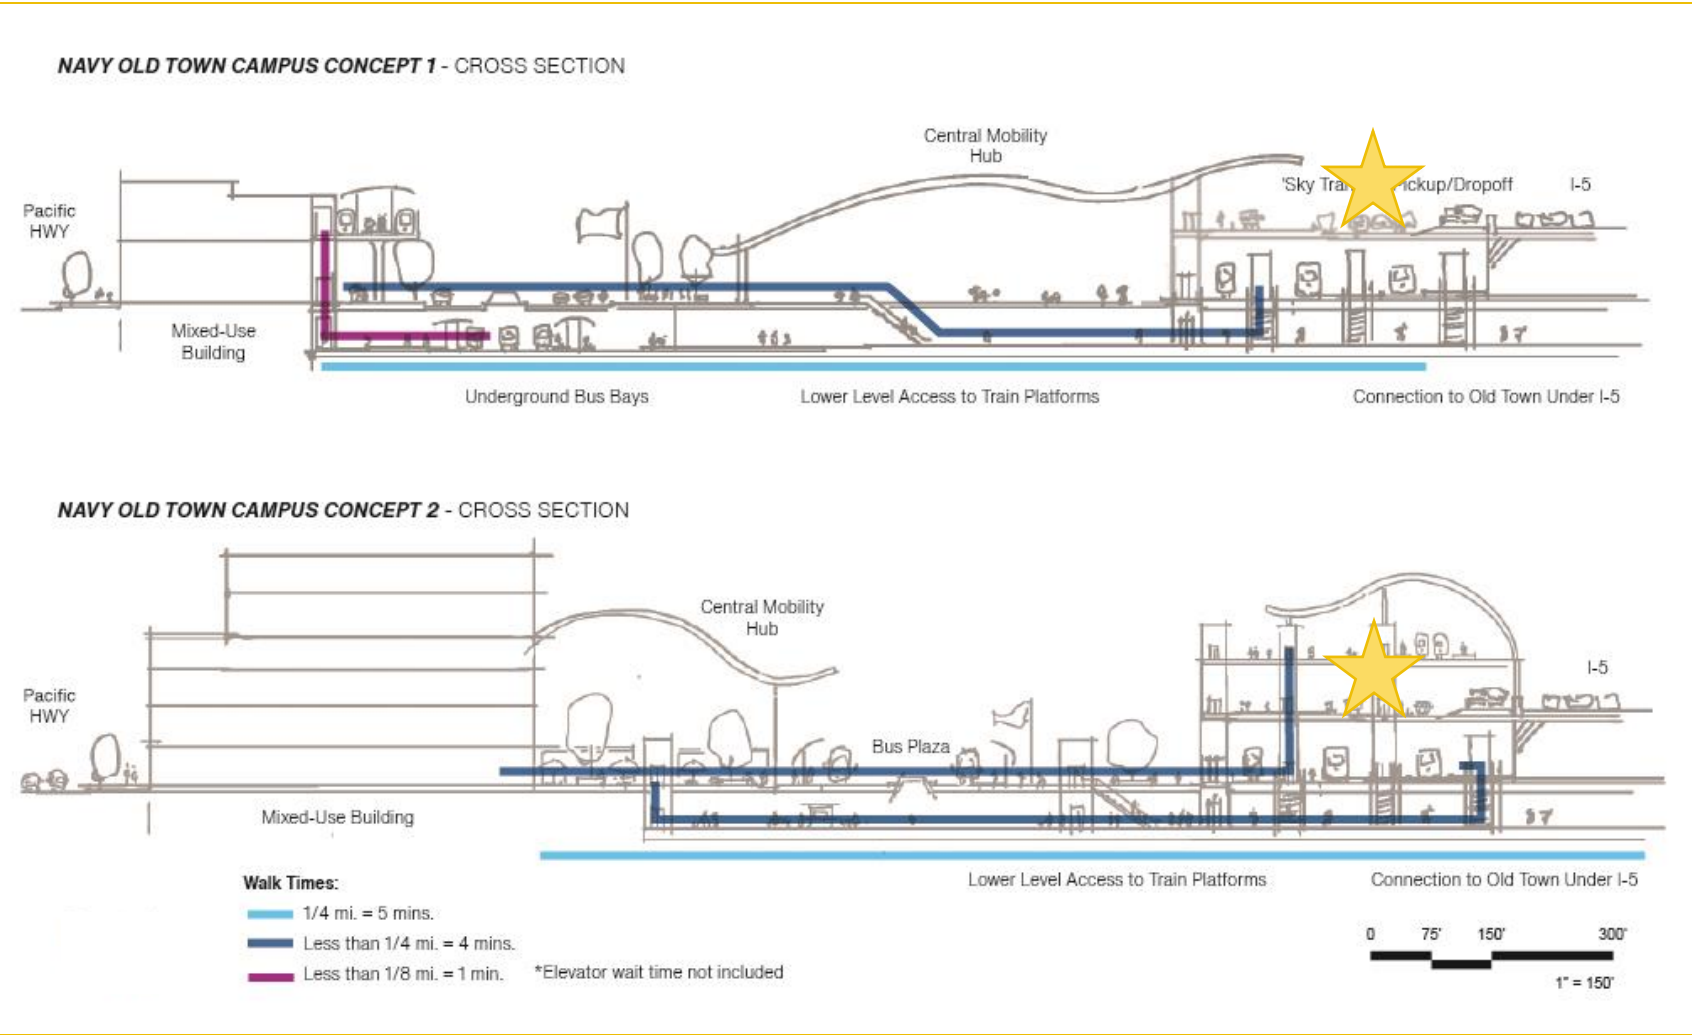 NAVY OLD TOWN CAMPUS CONCEPT 1 - CROSS SECTION
Central Mobility
Hub
'Sky Pickup/Dropoff
I-5
Pacific
HWY
Mixed-Use
Building
Underground Bus Bays
Lower Level Access to Train Platforms
Connection to Old Town Under I-5
NAVY OLD TOWN CAMPUS CONCEPT 2 - CROSS SECTION
Central Mobility
Hub
I-5
Pacific
HWY
Bus Plaza
Mixed-Use Building
Lower Level Access to Train Platforms
Connection to Old Town Under I-5
Walk Times:
1/4 mi. = 5 mins.
Less than 1/4 mi. = 4 mins.
Less than 1/8 mi. = 1 min.
*Elevator wait time not included
0 75' 150' 300'
1" = 150'